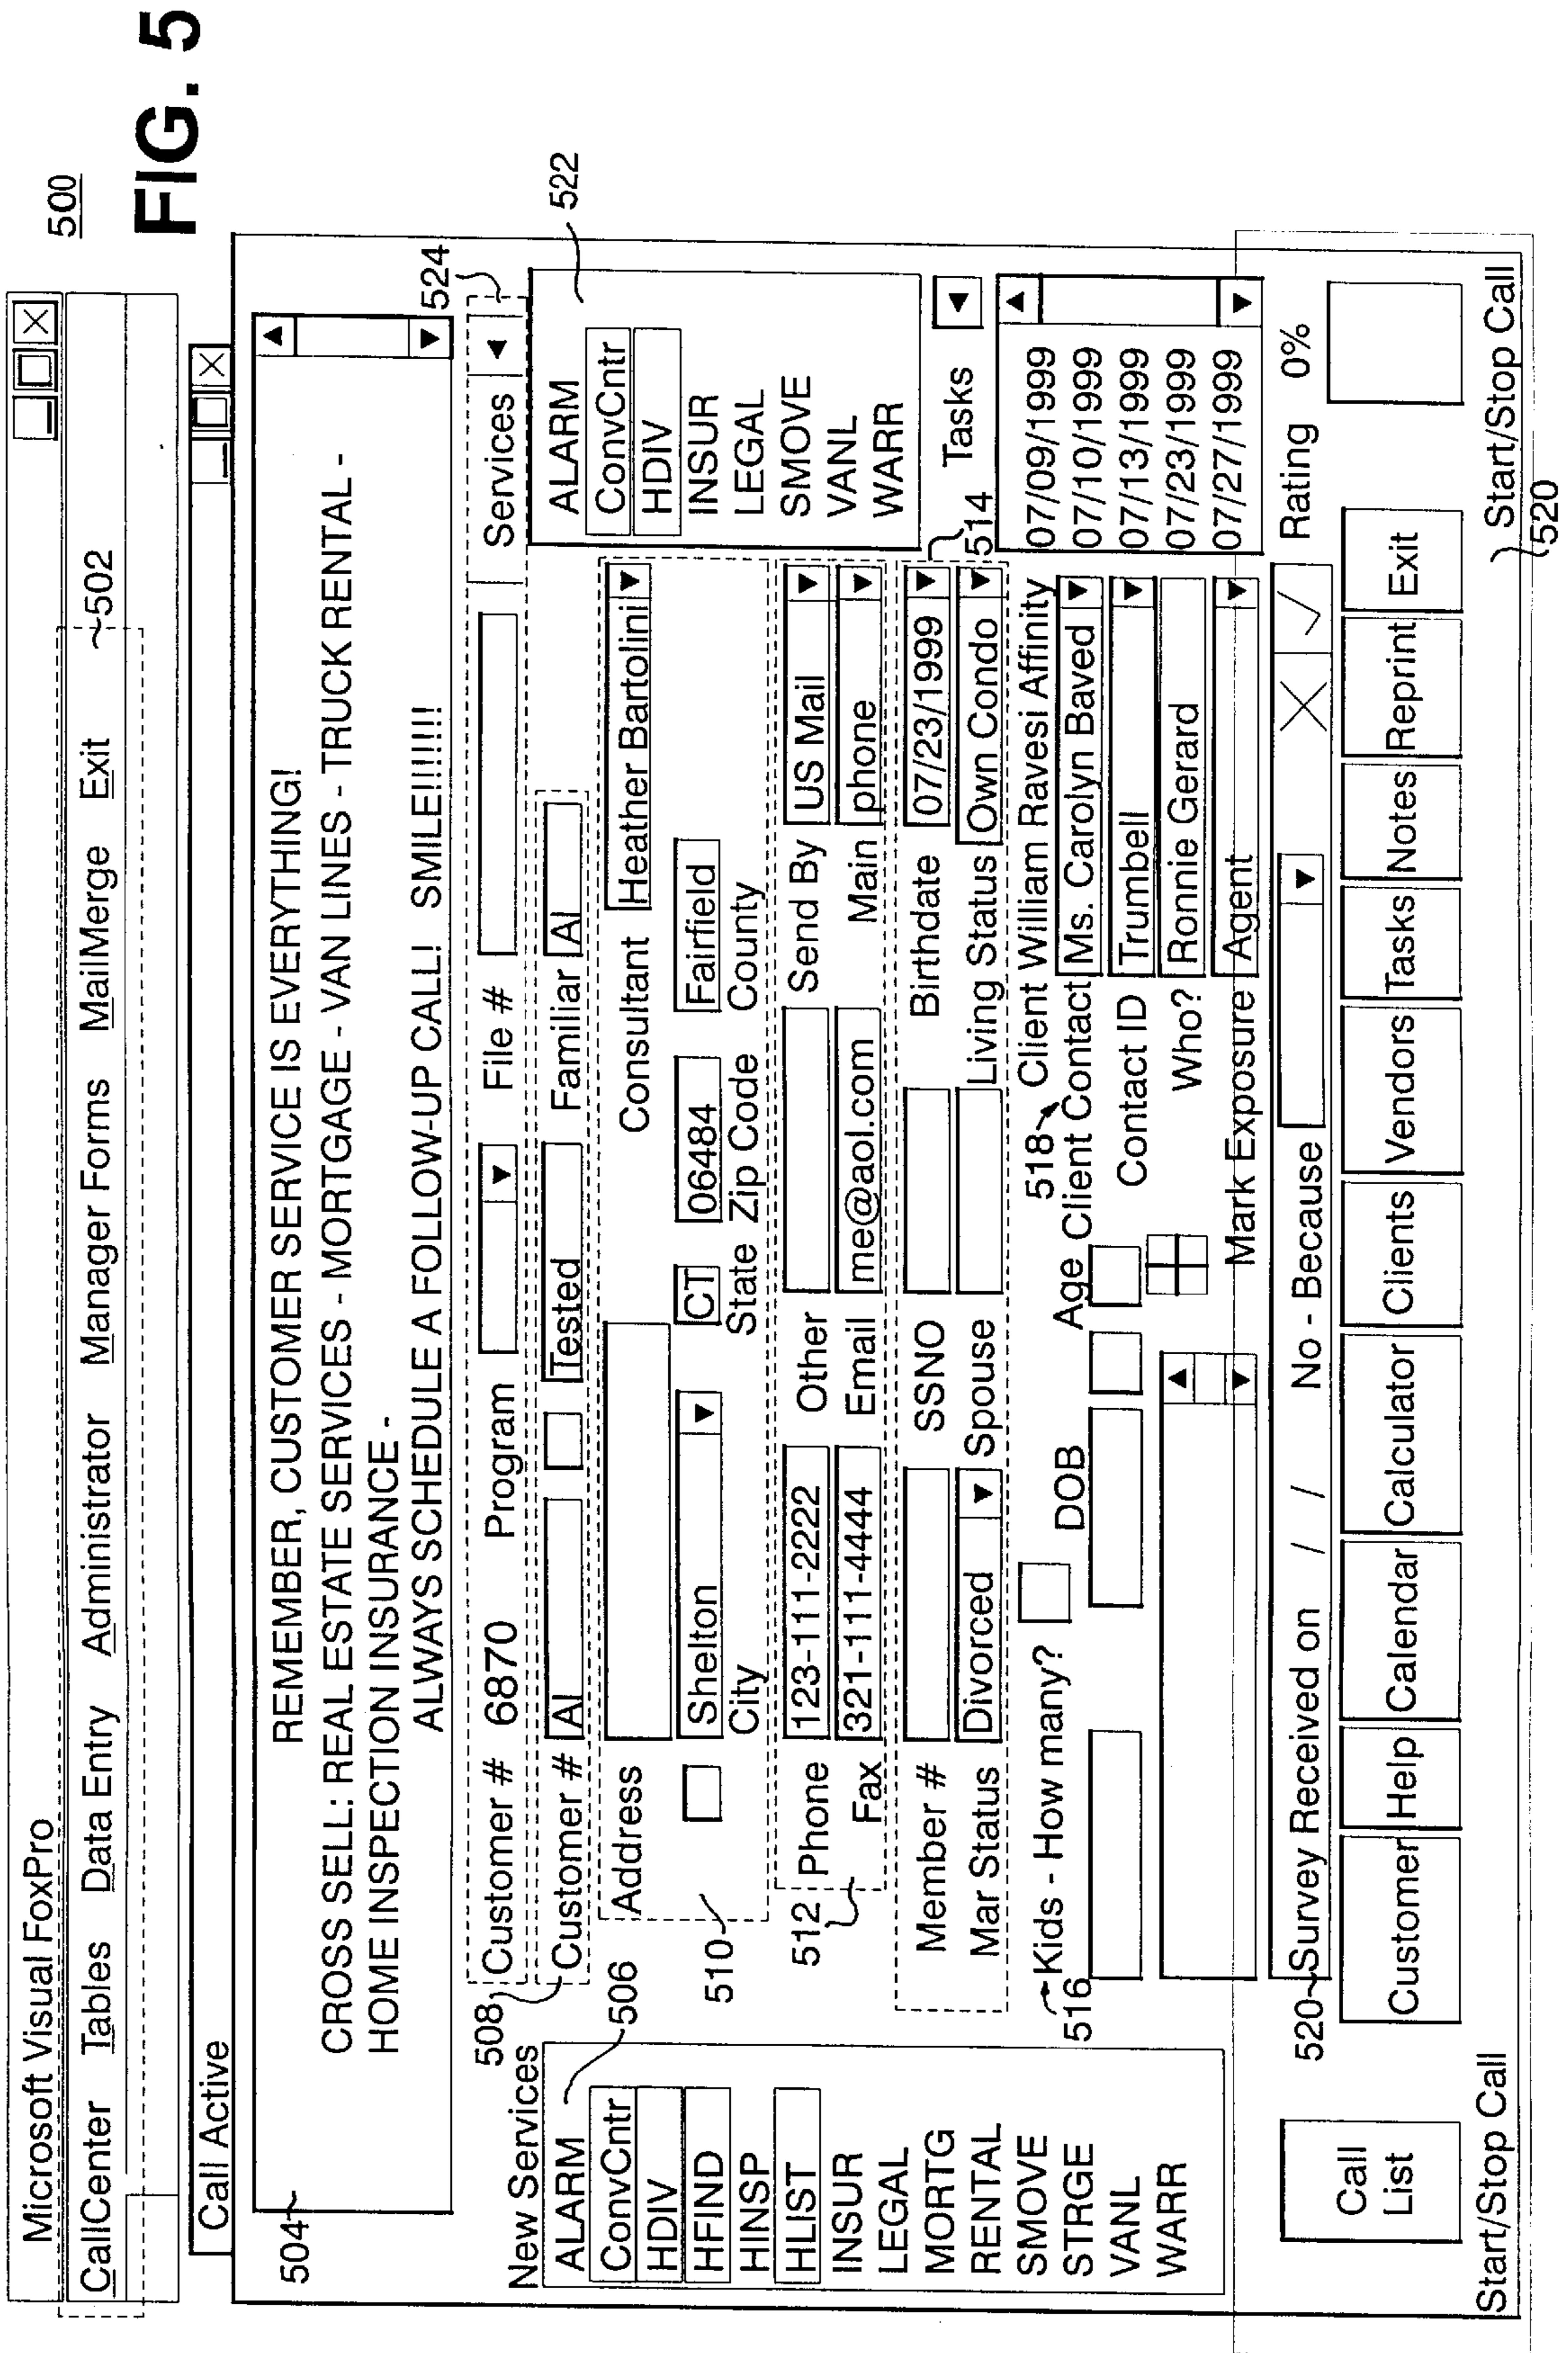 500
FIG. 5
Microsoft Visual FoxPro
CallCenter Tables Data Entry Administrator Manager Forms MailMerge Exit 502
Call Active
504
REMEMBER, CUSTOMER SERVICE IS EVERYTHING!
CROSS SELL: REAL ESTATE SERVICES - MORTGAGE - VAN LINES - TRUCK RENTAL -
HOME INSPECTION INSURANCE -
ALWAYS SCHEDULE A FOLLOW-UP CALL! SMILE!!!!!!!
524
New Services
506
ALARM
ConvCntr
HDIV
HFIND
HINSP
HLIST
INSUR
LEGAL
MORTG
RENTAL
SMOVE
STRGE
VANL
WARR
508
Customer # 6870 Program File # Services
Customer # Al Tested Familiar Al
510
Address Consultant Heather Bartolini
Shelton CT 06484 Fairfield
City State Zip Code County
512
Phone 123-111-2222 Other Send By US Mail
Fax 321-111-4444 Email me@aol.com Main phone
514
Member # SSNO Birthdate 07/23/1999
Mar Status Divorced Spouse Living Status Own Condo
516
Kids - How many?
DOB Age
518
Client William Ravesi Affinity
Client Contact Ms. Carolyn Baved
Contact ID Trumbell
Who? Ronnie Gerard
Mark Exposure Agent
522
ALARM
ConvCntr
HDIV
INSUR
LEGAL
SMOVE
VANL
WARR
Tasks
07/09/1999
07/10/1999
07/13/1999
07/23/1999
07/27/1999
520 Survey Received on / / No - Because Rating 0%
Call
List
Customer Help Calendar Calculator Clients Vendors Tasks Notes Reprint Exit
Start/Stop Call Start/Stop Call
520